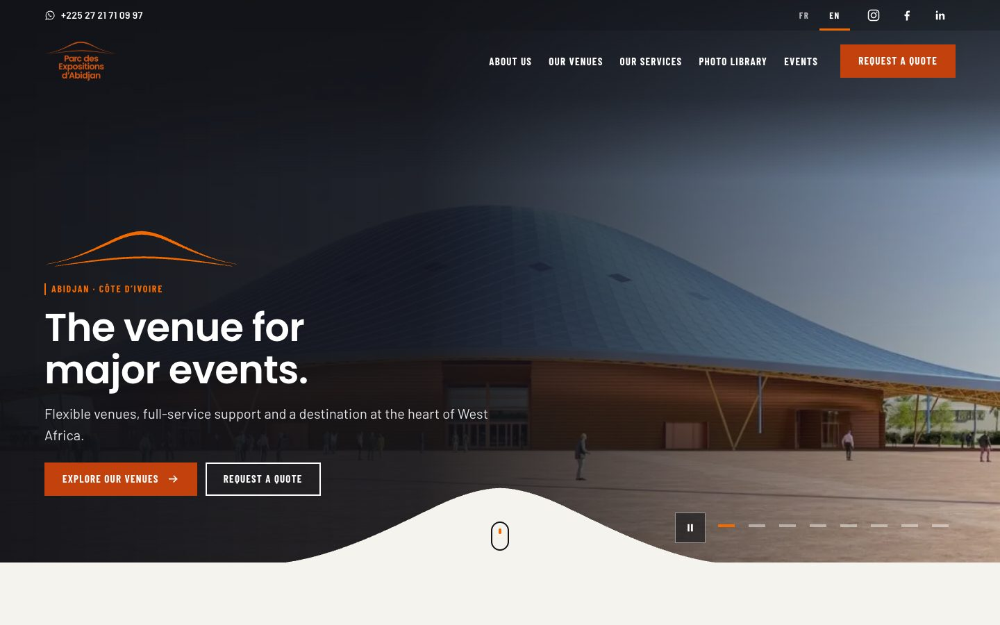 +225 27 21 71 09 97
FR
EN
Parc des
Expositions
d'Abidjan
ABOUT US
OUR VENUES
OUR SERVICES
PHOTO LIBRARY
EVENTS
REQUEST A QUOTE
ABIDJAN · CÔTE D'IVOIRE
The venue for
major events.
Flexible venues, full-service support and a destination at the heart of West
Africa.
EXPLORE OUR VENUES
REQUEST A QUOTE